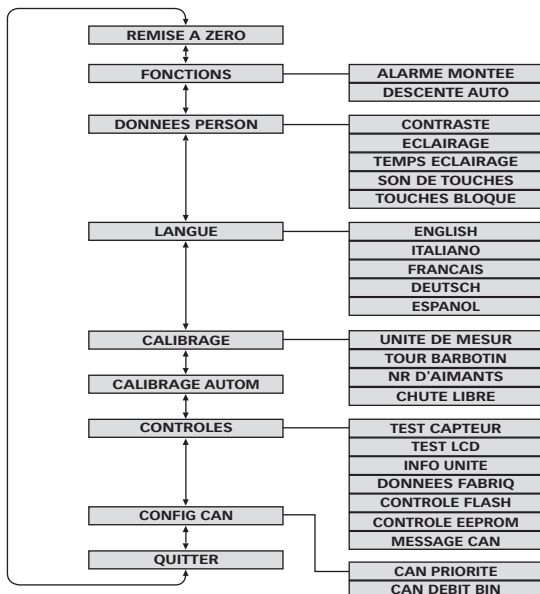 REMISE A ZERO
FONCTIONS
ALARME MONTEE
DESCENTE AUTO
DONNEES PERSON
CONTRASTE
ECLAIRAGE
TEMPS ECLAIRAGE
SON DE TOUCHES
TOUCHES BLOQUE
LANGUE
ENGLISH
ITALIANO
FRANCAIS
DEUTSCH
ESPANOL
CALIBRAGE
UNITE DE MESUR
TOUR BARBOTIN
NR D'AIMANTS
CHUTE LIBRE
CALIBRAGE AUTOM
CONTROLES
TEST CAPTEUR
TEST LCD
INFO UNITE
DONNEES FABRIQ
CONTROLE FLASH
CONTROLE EEPROM
MESSAGE CAN
CONFIG CAN
CAN PRIORITE
CAN DEBIT BIN
QUITTER